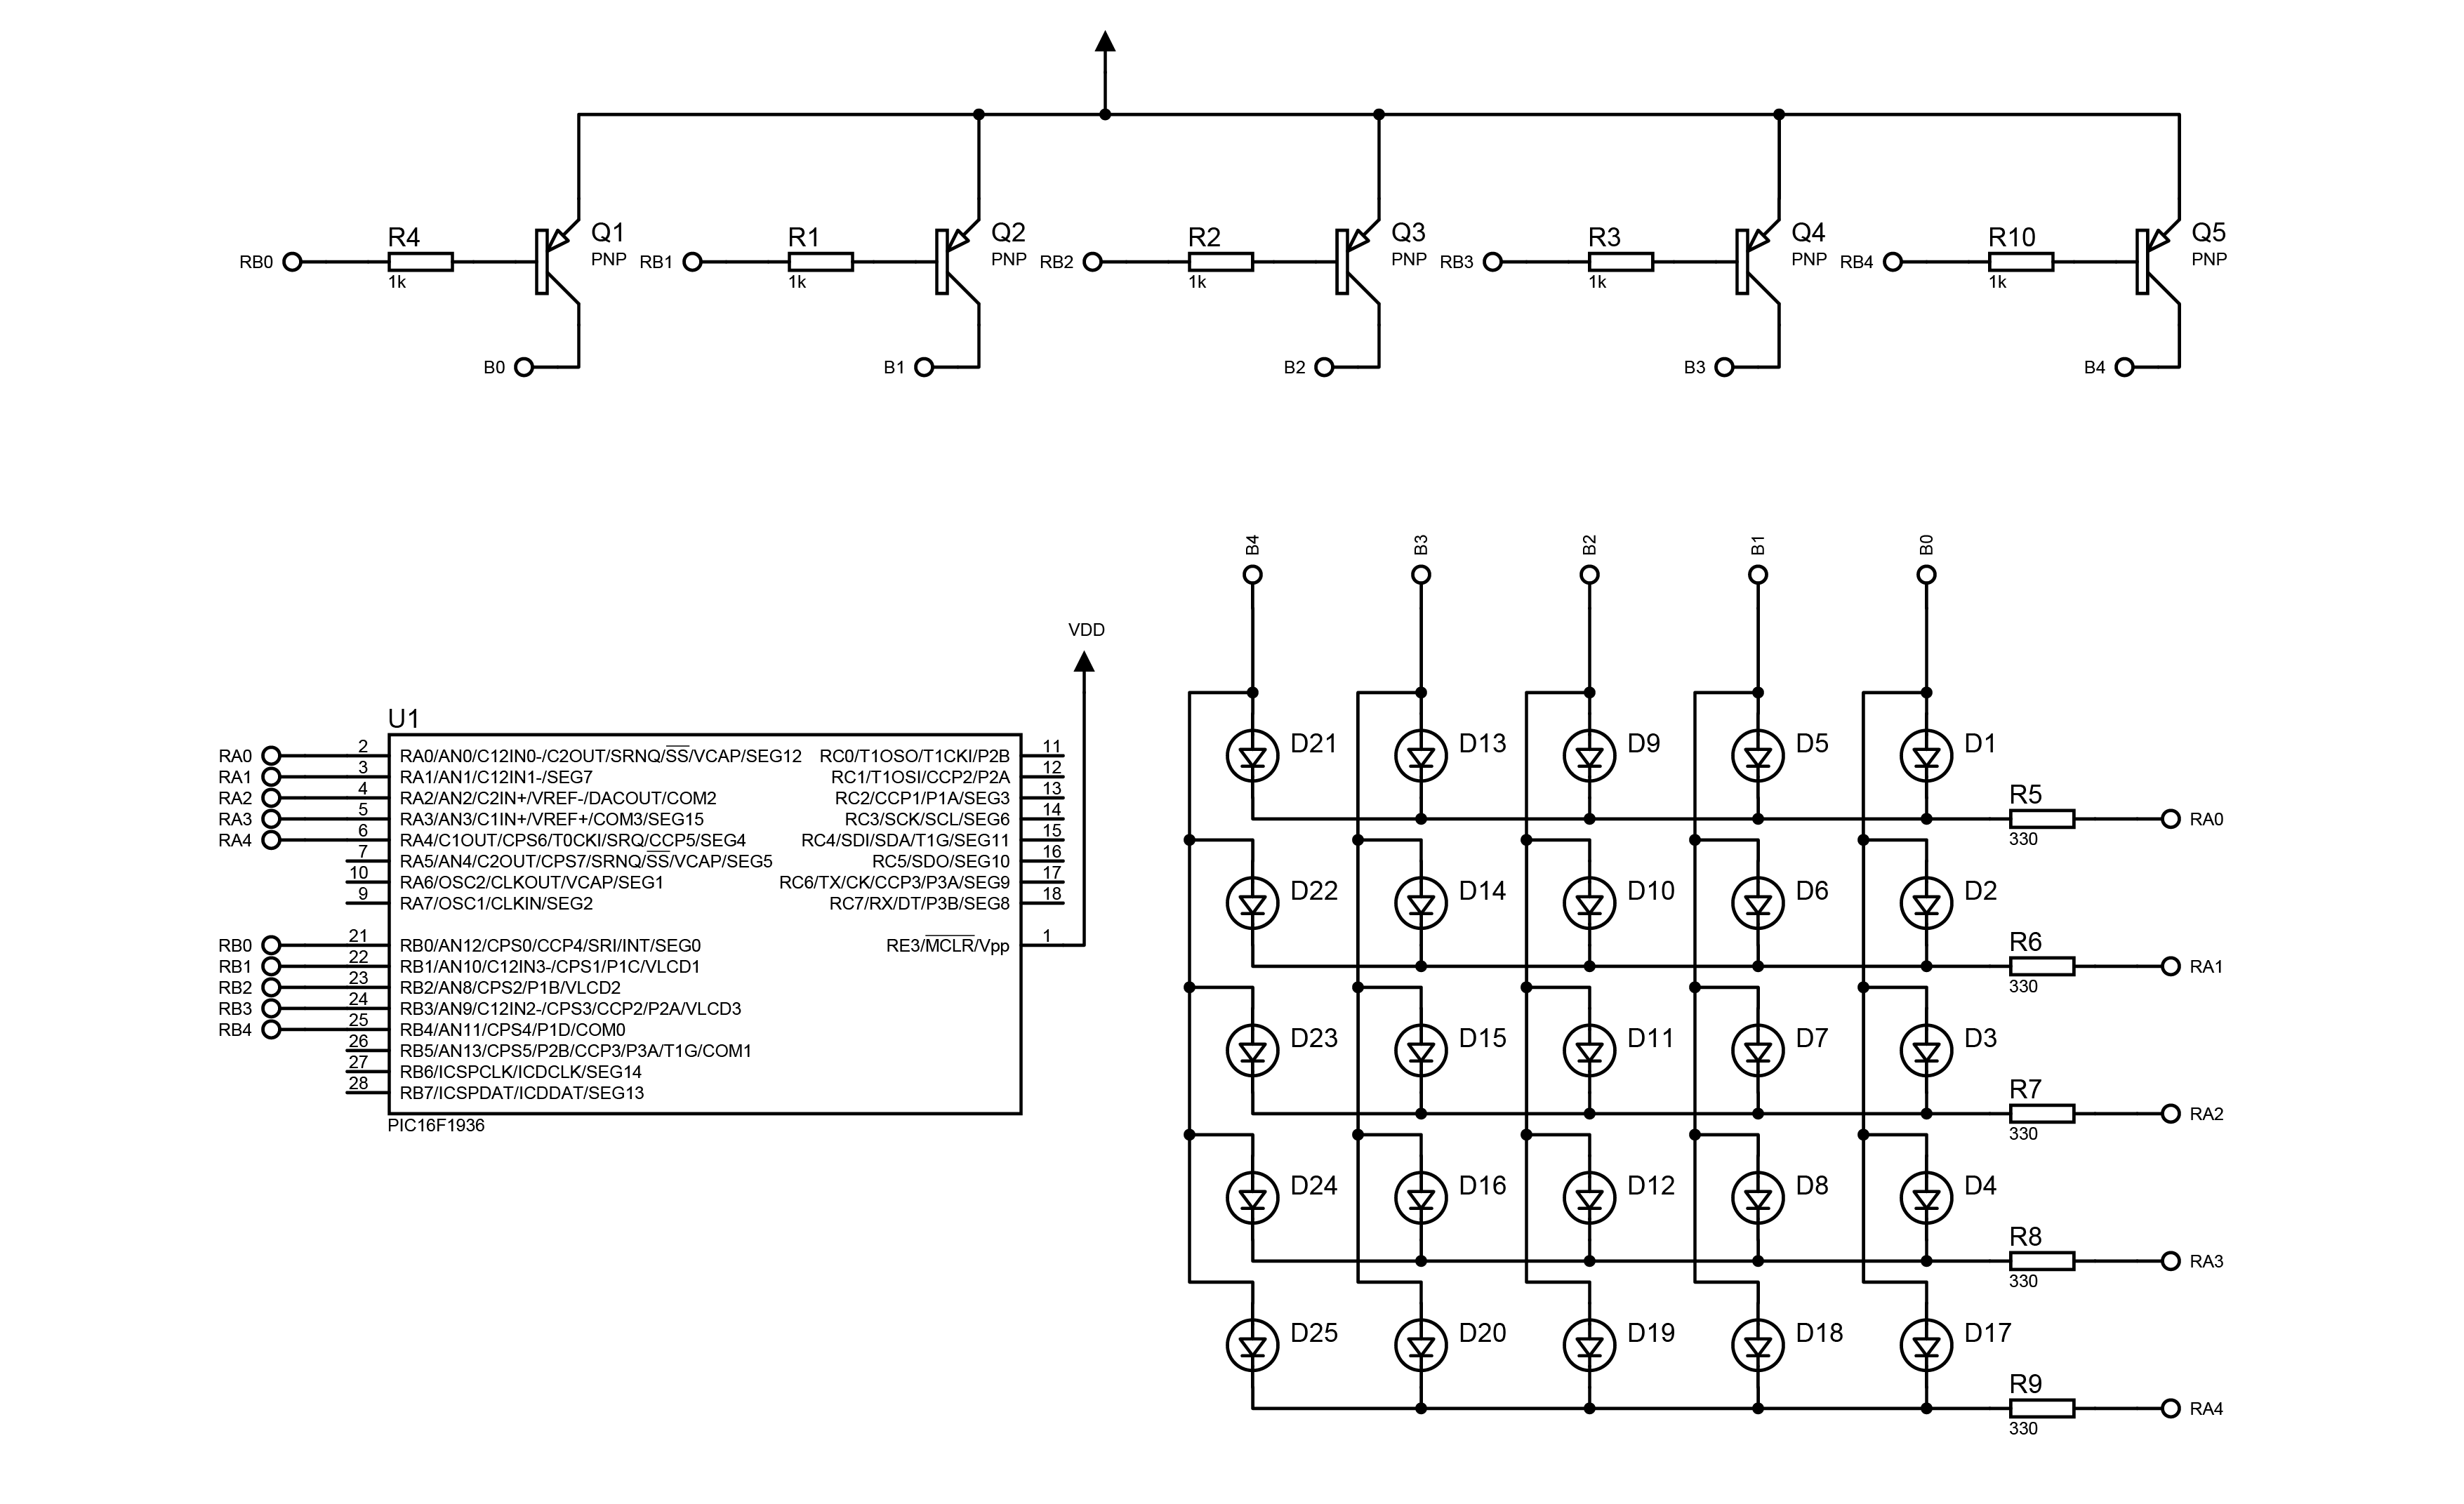 R4
Q1
R1
Q2
R2
Q3
R3
Q4
R10
Q5
RB0
PNP
RB1
PNP
RB2
PNP
RB3
PNP
RB4
PNP
1k
1k
1k
1k
1k
B0
B1
B2
B3
B4
B4
B3
B2
B1
B0
VDD
U1
RA0 2 RA0/AN0/C12IN0-/C2OUT/SRNQ/SS/VCAP/SEG12 RC0/T1OSO/T1CKI/P2B 11
RA1 3 RA1/AN1/C12IN1-/SEG7 RC1/T1OSI/CCP2/P2A 12
RA2 4 RA2/AN2/C2IN+/VREF-/DACOUT/COM2 RC2/CCP1/P1A/SEG3 13
RA3 5 RA3/AN3/C1IN+/VREF+/COM3/SEG15 RC3/SCK/SCL/SEG6 14
RA4 6 RA4/C1OUT/CPS6/T0CKI/SRQ/CCP5/SEG4 RC4/SDI/SDA/T1G/SEG11 15
7 RA5/AN4/C2OUT/CPS7/SRNQ/SS/VCAP/SEG5 RC5/SDO/SEG10 16
10 RA6/OSC2/CLKOUT/VCAP/SEG1 RC6/TX/CK/CCP3/P3A/SEG9 17
9 RA7/OSC1/CLKIN/SEG2 RC7/RX/DT/P3B/SEG8 18
RB0 21 RB0/AN12/CPS0/CCP4/SRI/INT/SEG0 RE3/MCLR/Vpp 1
RB1 22 RB1/AN10/C12IN3-/CPS1/P1C/VLCD1
RB2 23 RB2/AN8/CPS2/P1B/VLCD2
RB3 24 RB3/AN9/C12IN2-/CPS3/CCP2/P2A/VLCD3
RB4 25 RB4/AN11/CPS4/P1D/COM0
26 RB5/AN13/CPS5/P2B/CCP3/P3A/T1G/COM1
27 RB6/ICSPCLK/ICDCLK/SEG14
28 RB7/ICSPDAT/ICDDAT/SEG13
PIC16F1936
D21 D13 D9 D5 D1
R5
RA0
330
D22 D14 D10 D6 D2
R6
RA1
330
D23 D15 D11 D7 D3
R7
RA2
330
D24 D16 D12 D8 D4
R8
RA3
330
D25 D20 D19 D18 D17
R9
RA4
330